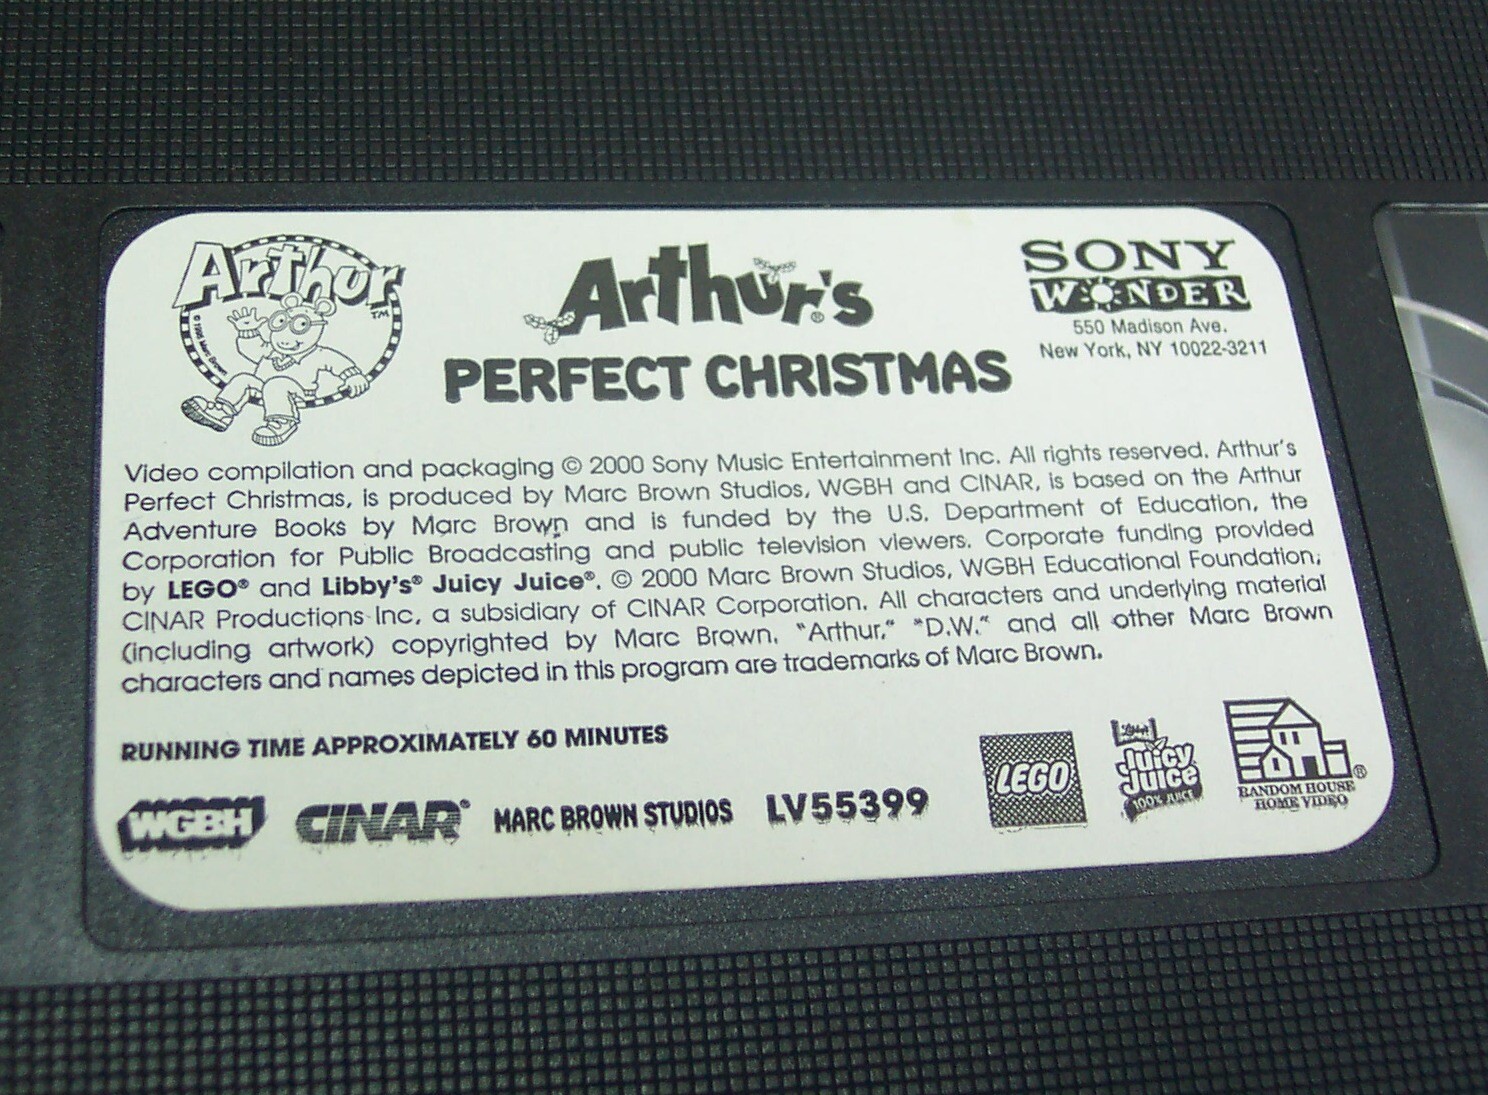 Arthur™
© 1996 Marc Brown
Arthur's®
PERFECT CHRISTMAS
SONY
WONDER
550 Madison Ave.
New York, NY 10022-3211
Video compilation and packaging © 2000 Sony Music Entertainment Inc. All rights reserved. Arthur's
Perfect Christmas, is produced by Marc Brown Studios, WGBH and CINAR, is based on the Arthur
Adventure Books by Marc Brown and is funded by the U.S. Department of Education, the
Corporation for Public Broadcasting and public television viewers. Corporate funding provided
by LEGO® and Libby's® Juicy Juice®. © 2000 Marc Brown Studios, WGBH Educational Foundation,
CINAR Productions Inc, a subsidiary of CINAR Corporation. All characters and underlying material
(including artwork) copyrighted by Marc Brown. "Arthur," "D.W." and all other Marc Brown
characters and names depicted in this program are trademarks of Marc Brown.
RUNNING TIME APPROXIMATELY 60 MINUTES
WGBH
CINAR®
MARC BROWN STUDIOS
LV55399
LEGO
Libby's
Juicy
Juice
100% JUICE
RANDOM HOUSE®
HOME VIDEO